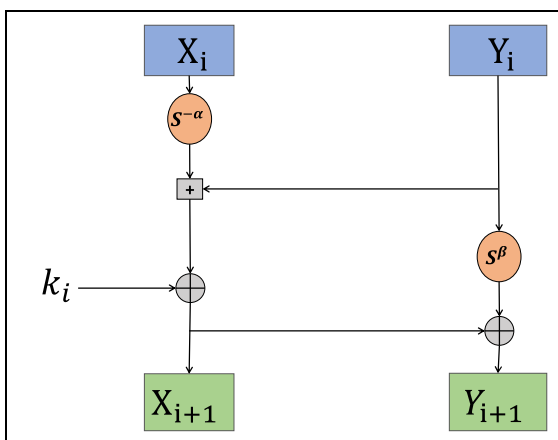 Xᵢ Yᵢ
S⁻ᵅ
+
Sᵝ
kᵢ
Xᵢ₊₁ Yᵢ₊₁